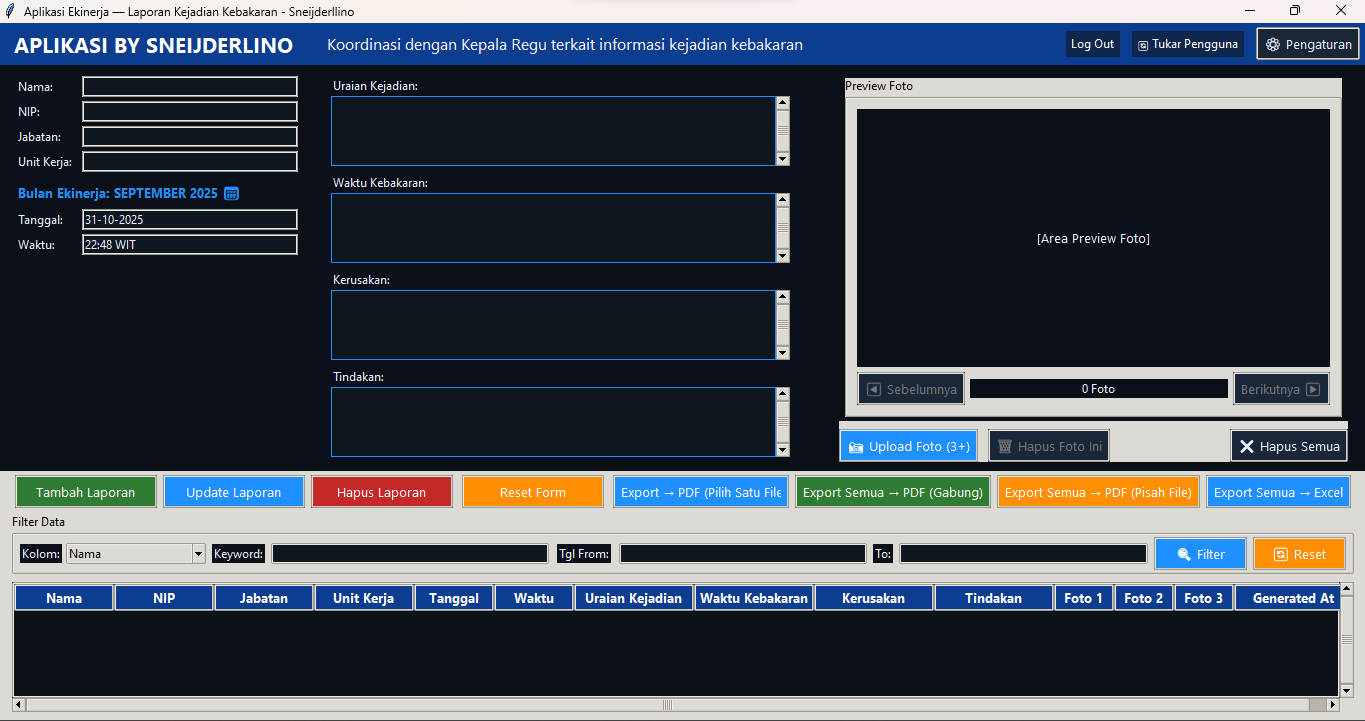 Aplikasi Ekinerja — Laporan Kejadian Kebakaran - Sneijderllino
APLIKASI BY SNEIJDERLINO
Koordinasi dengan Kepala Regu terkait informasi kejadian kebakaran
Log Out
Tukar Pengguna
Pengaturan
Nama:
NIP:
Jabatan:
Unit Kerja:
Bulan Ekinerja: SEPTEMBER 2025
Tanggal: 31-10-2025
Waktu: 22:48 WIT
Uraian Kejadian:
Waktu Kebakaran:
Kerusakan:
Tindakan:
Preview Foto
[Area Preview Foto]
Sebelumnya
0 Foto
Berikutnya
Upload Foto (3+)
Hapus Foto Ini
Hapus Semua
Tambah Laporan
Update Laporan
Hapus Laporan
Reset Form
Export → PDF (Pilih Satu File
Export Semua → PDF (Gabung)
Export Semua → PDF (Pisah File)
Export Semua → Excel
Filter Data
Kolom: Nama
Keyword:
Tgl From:
To:
Filter
Reset
Nama NIP Jabatan Unit Kerja Tanggal Waktu Uraian Kejadian Waktu Kebakaran Kerusakan Tindakan Foto 1 Foto 2 Foto 3 Generated At